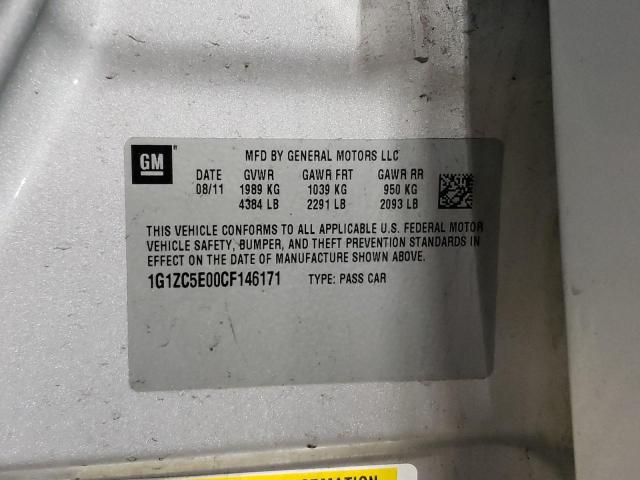 GM
MFD BY GENERAL MOTORS LLC
DATE GVWR GAWR FRT GAWR RR
08/11 1989 KG 1039 KG 950 KG
4384 LB 2291 LB 2093 LB
THIS VEHICLE CONFORMS TO ALL APPLICABLE U.S. FEDERAL MOTOR
VEHICLE SAFETY, BUMPER, AND THEFT PREVENTION STANDARDS IN
EFFECT ON THE DATE OF MANUFACTURE SHOWN ABOVE.
1G1ZC5E00CF146171 TYPE: PASS CAR